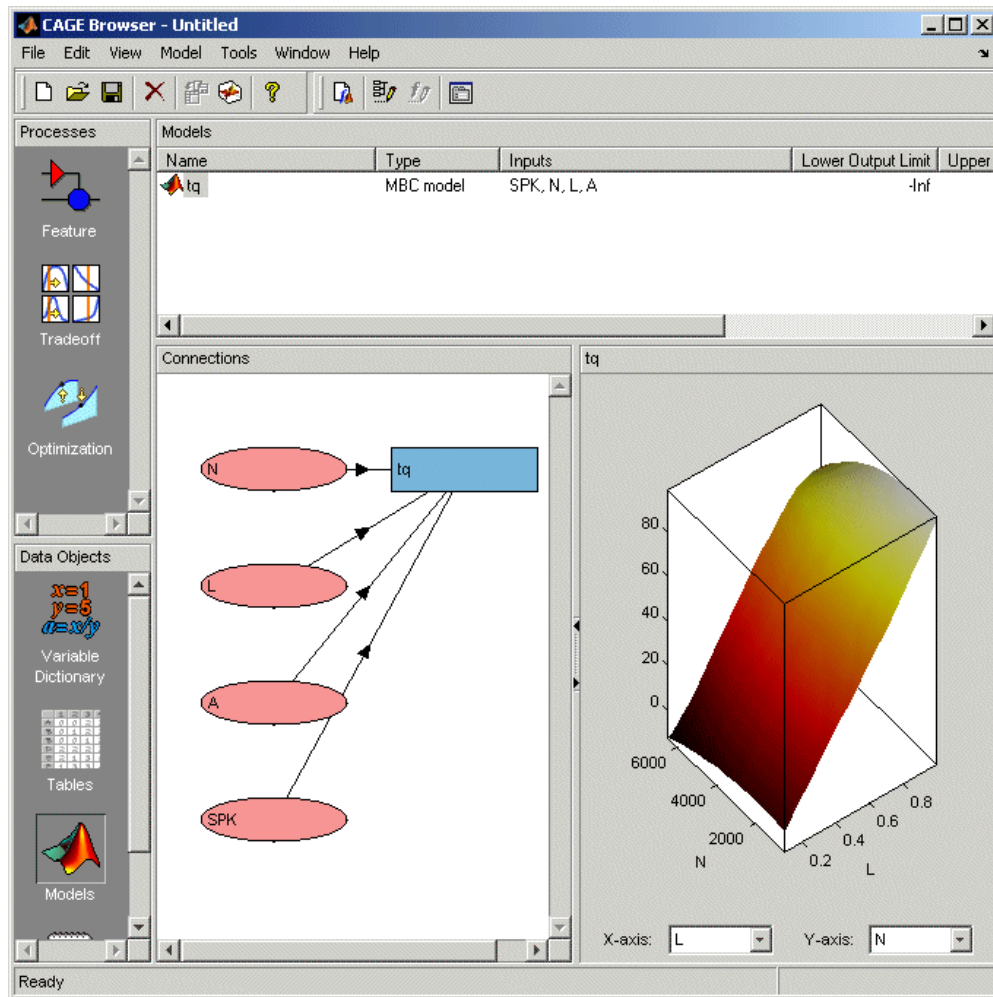 CAGE Browser - Untitled
File Edit View Model Tools Window Help
Processes
Feature
Tradeoff
Optimization
Models
Name Type Inputs Lower Output Limit Upper
tq MBC model SPK, N, L, A -Inf
Connections
N
tq
L
A
SPK
tq
80
60
40
20
0
6000
4000
2000
N
0.2
0.4
0.6
0.8
L
X-axis: L Y-axis: N
Data Objects
x=1
y=5
a=x/y
Variable
Dictionary
Tables
Models
Ready